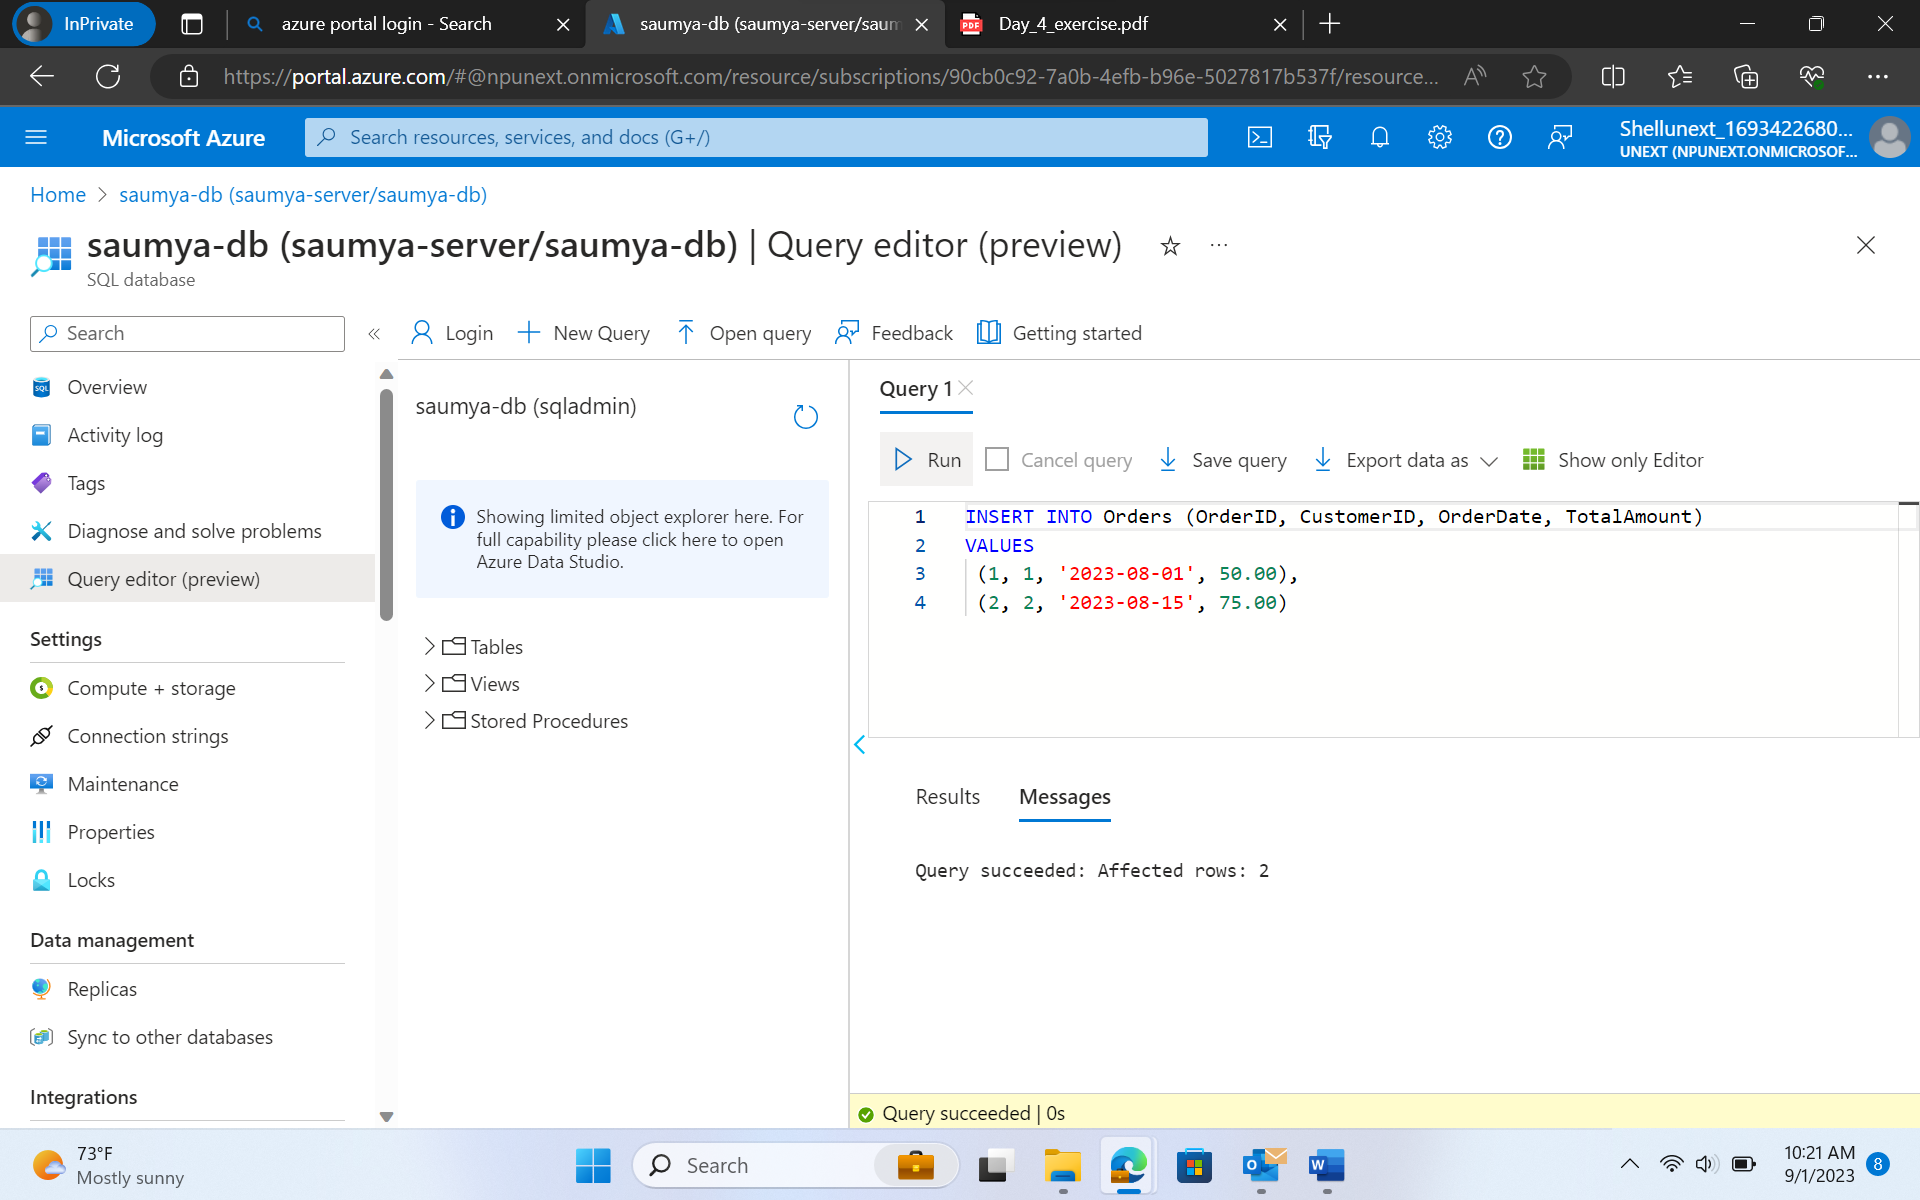 InPrivate
azure portal login - Search
saumya-db (saumya-server/saum
PDF
Day_4_exercise.pdf
https://portal.azure.com/#@npunext.onmicrosoft.com/resource/subscriptions/90cb0c92-7a0b-4efb-b96e-5027817b537f/resource...
Microsoft Azure
Search resources, services, and docs (G+/)
Shellunext_1693422680...
UNEXT (NPUNEXT.ONMICROSOF...
Home > saumya-db (saumya-server/saumya-db)
saumya-db (saumya-server/saumya-db) | Query editor (preview)
SQL database
Search
Login
New Query
Open query
Feedback
Getting started
SQL
Overview
Activity log
Tags
Diagnose and solve problems
Query editor (preview)
Settings
Compute + storage
Connection strings
Maintenance
Properties
Locks
Data management
Replicas
Sync to other databases
Integrations
saumya-db (sqladmin)
Showing limited object explorer here. For
full capability please click here to open
Azure Data Studio.
Tables
Views
Stored Procedures
Query 1
Run
Cancel query
Save query
Export data as
Show only Editor
1 INSERT INTO Orders (OrderID, CustomerID, OrderDate, TotalAmount)
2 VALUES
3 (1, 1, '2023-08-01', 50.00),
4 (2, 2, '2023-08-15', 75.00)
Results
Messages
Query succeeded: Affected rows: 2
Query succeeded | 0s
73°F
Mostly sunny
Search
10:21 AM
9/1/2023
8